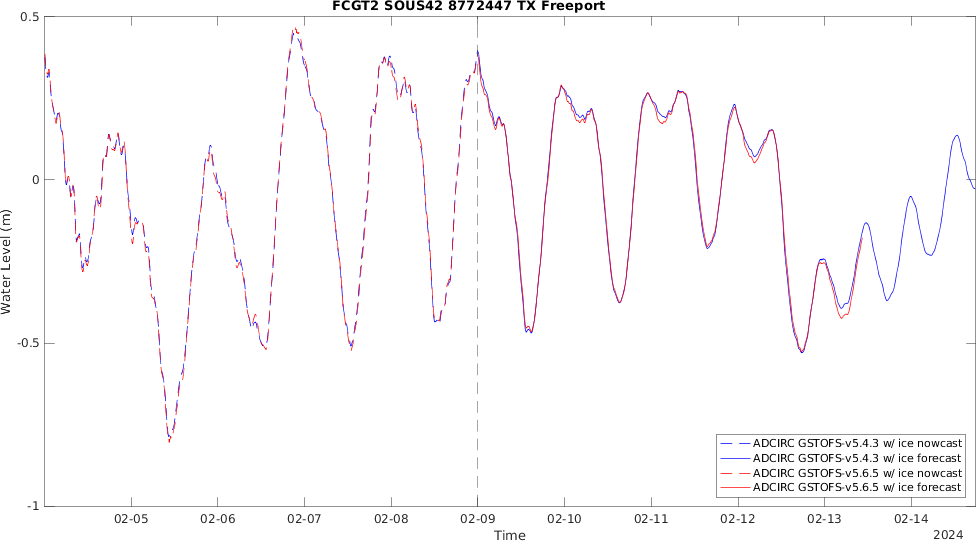 FCGT2 SOUS42 8772447 TX Freeport
0.5
0
-0.5
-1
Water Level (m)
02-05 02-06 02-07 02-08 02-09 02-10 02-11 02-12 02-13 02-14
Time
2024
ADCIRC GSTOFS-v5.4.3 w/ ice nowcast
ADCIRC GSTOFS-v5.4.3 w/ ice forecast
ADCIRC GSTOFS-v5.6.5 w/ ice nowcast
ADCIRC GSTOFS-v5.6.5 w/ ice forecast